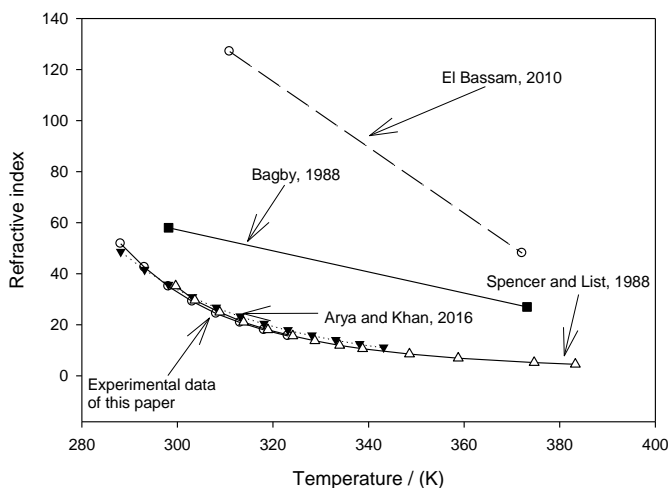 140
120
100
80
60
40
20
0
Refractive index
El Bassam, 2010
Bagby, 1988
Spencer and List, 1988
Arya and Khan, 2016
Experimental data
of this paper
280 300 320 340 360 380 400
Temperature / (K)